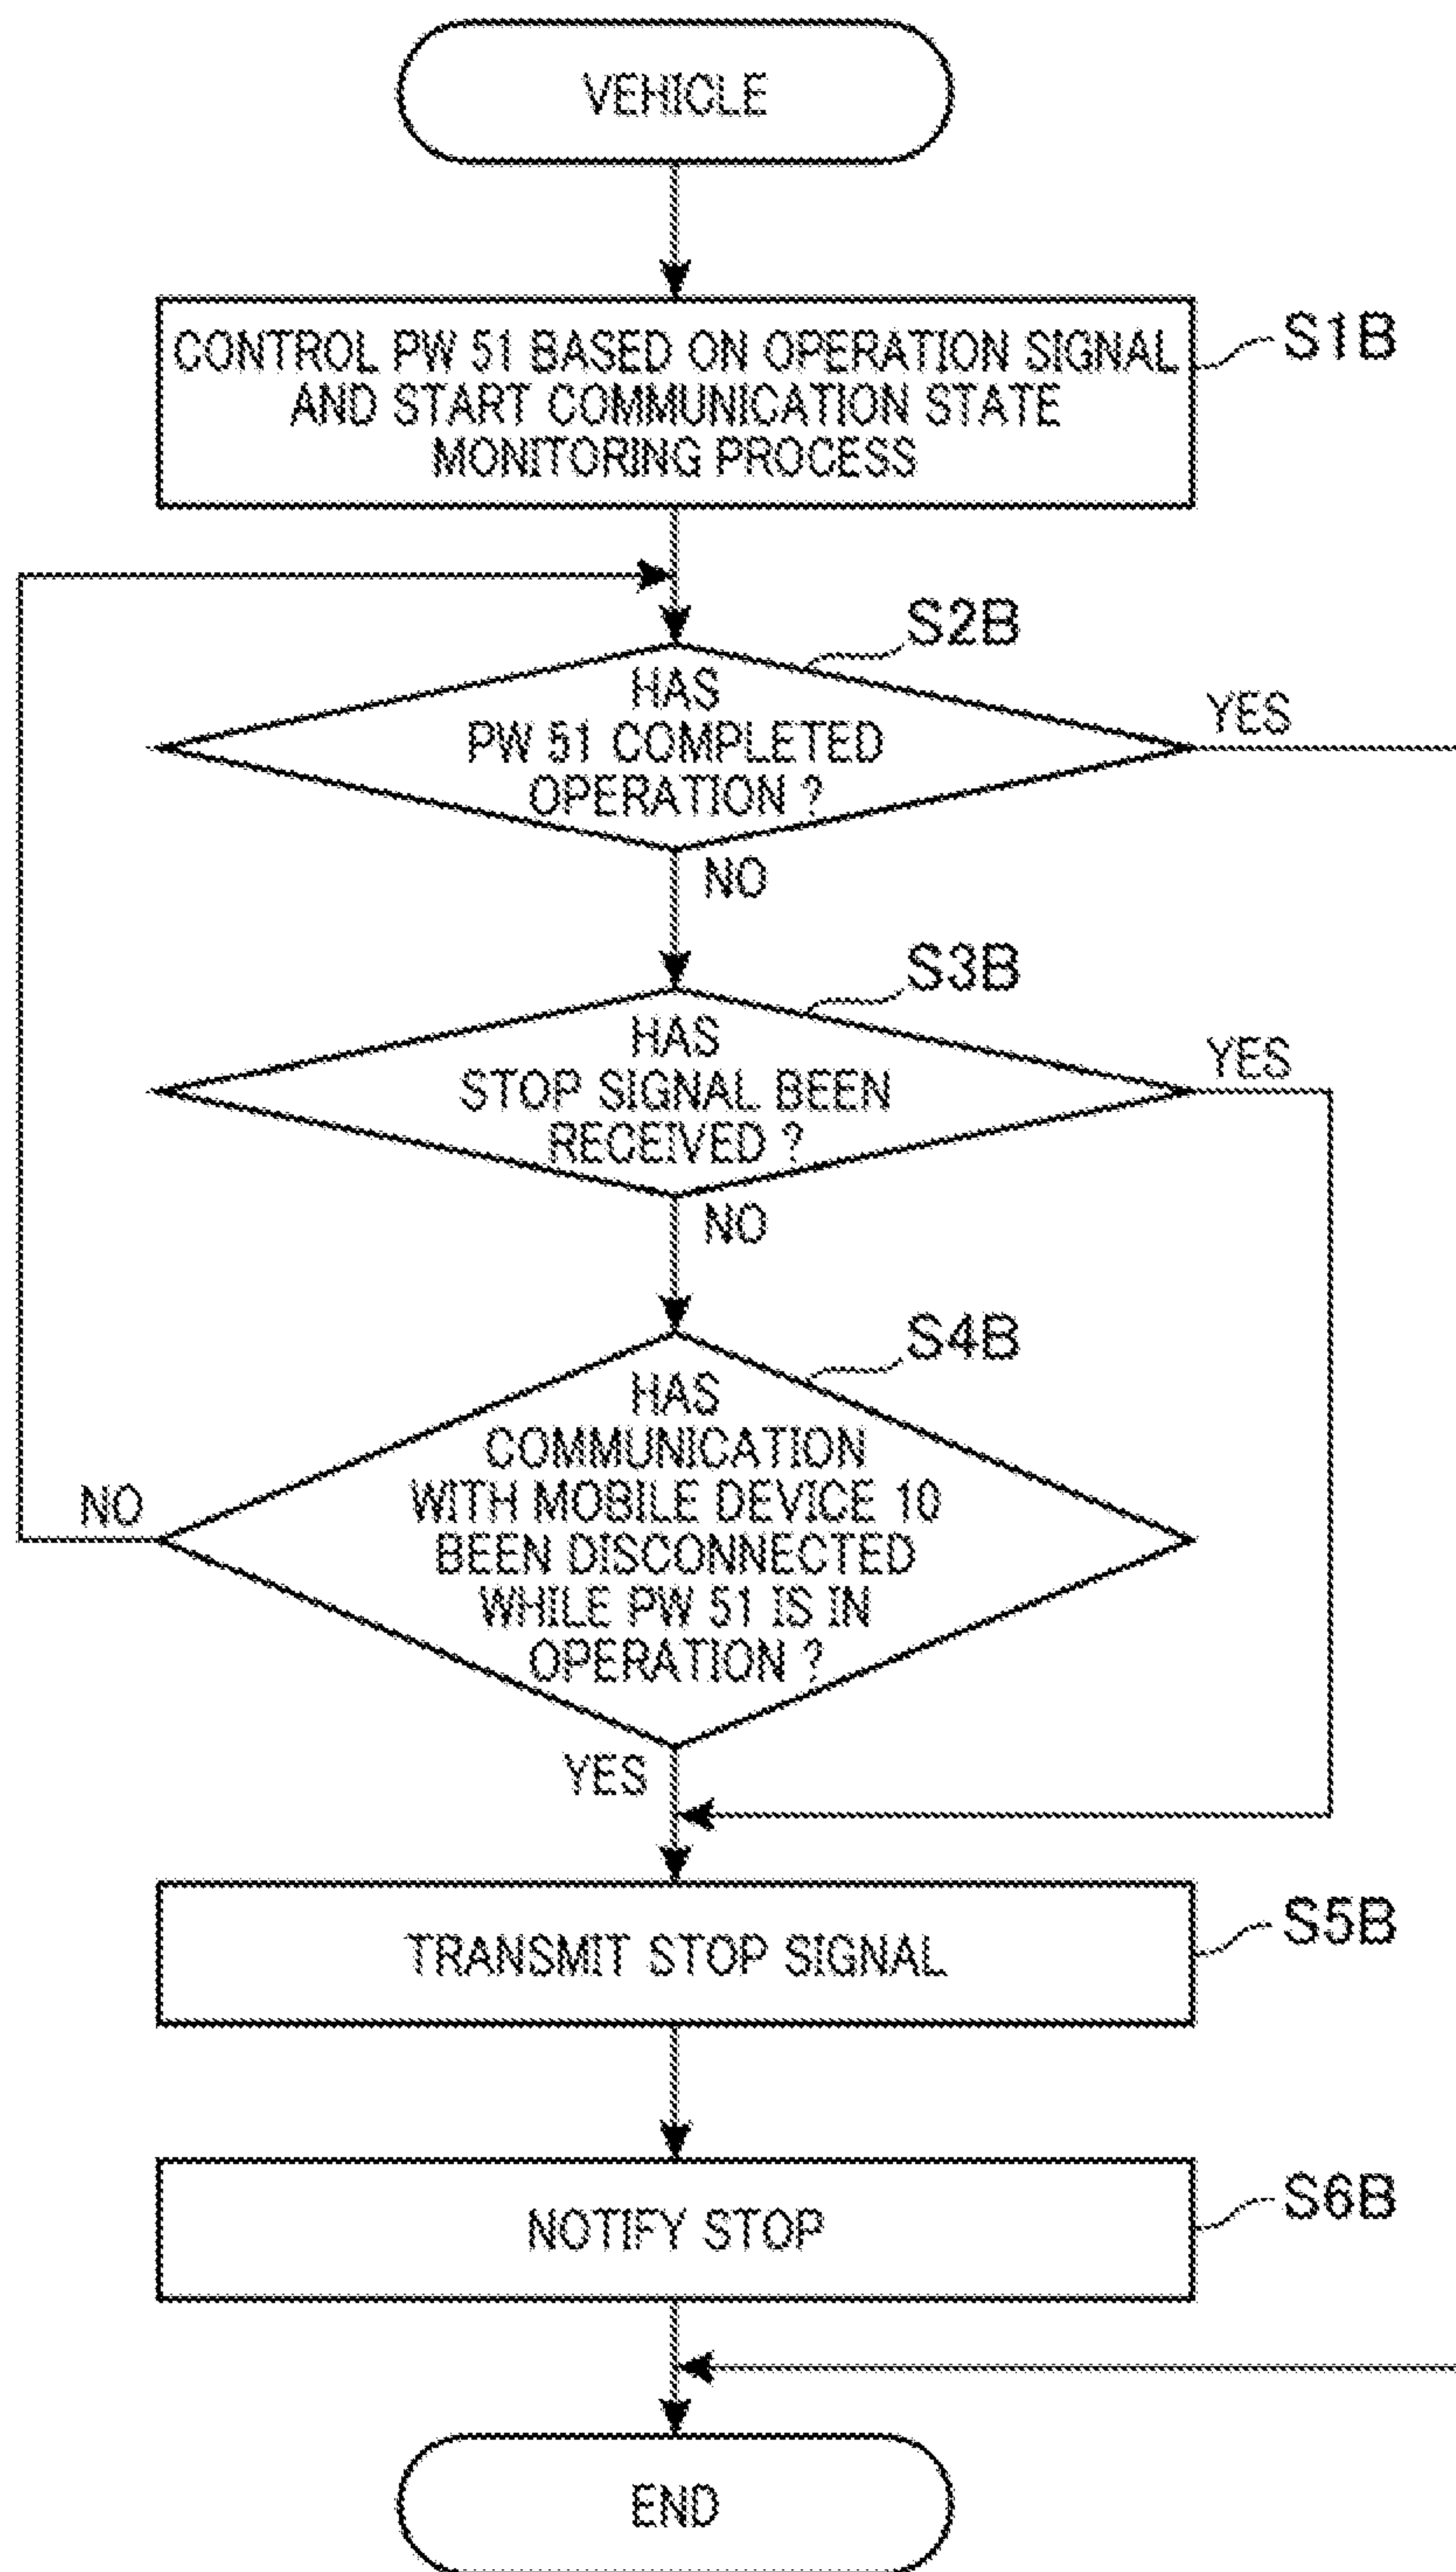 VEHICLE
CONTROL PW 51 BASED ON OPERATION SIGNAL
AND START COMMUNICATION STATE
MONITORING PROCESS
S1B
S2B
HAS
PW 51 COMPLETED
OPERATION ?
YES
NO
S3B
HAS
STOP SIGNAL BEEN
RECEIVED ?
YES
NO
S4B
HAS
COMMUNICATION
WITH MOBILE DEVICE 10
BEEN DISCONNECTED
WHILE PW 51 IS IN
OPERATION ?
NO
YES
TRANSMIT STOP SIGNAL
S5B
NOTIFY STOP
S6B
END